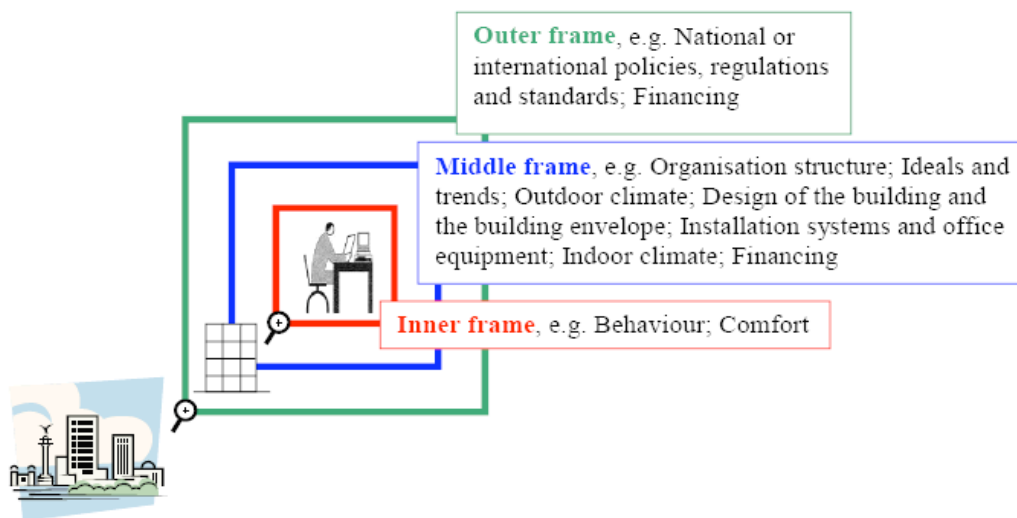 Outer frame, e.g. National or
international policies, regulations
and standards; Financing
Middle frame, e.g. Organisation structure; Ideals and
trends; Outdoor climate; Design of the building and
the building envelope; Installation systems and office
equipment; Indoor climate; Financing
Inner frame, e.g. Behaviour; Comfort